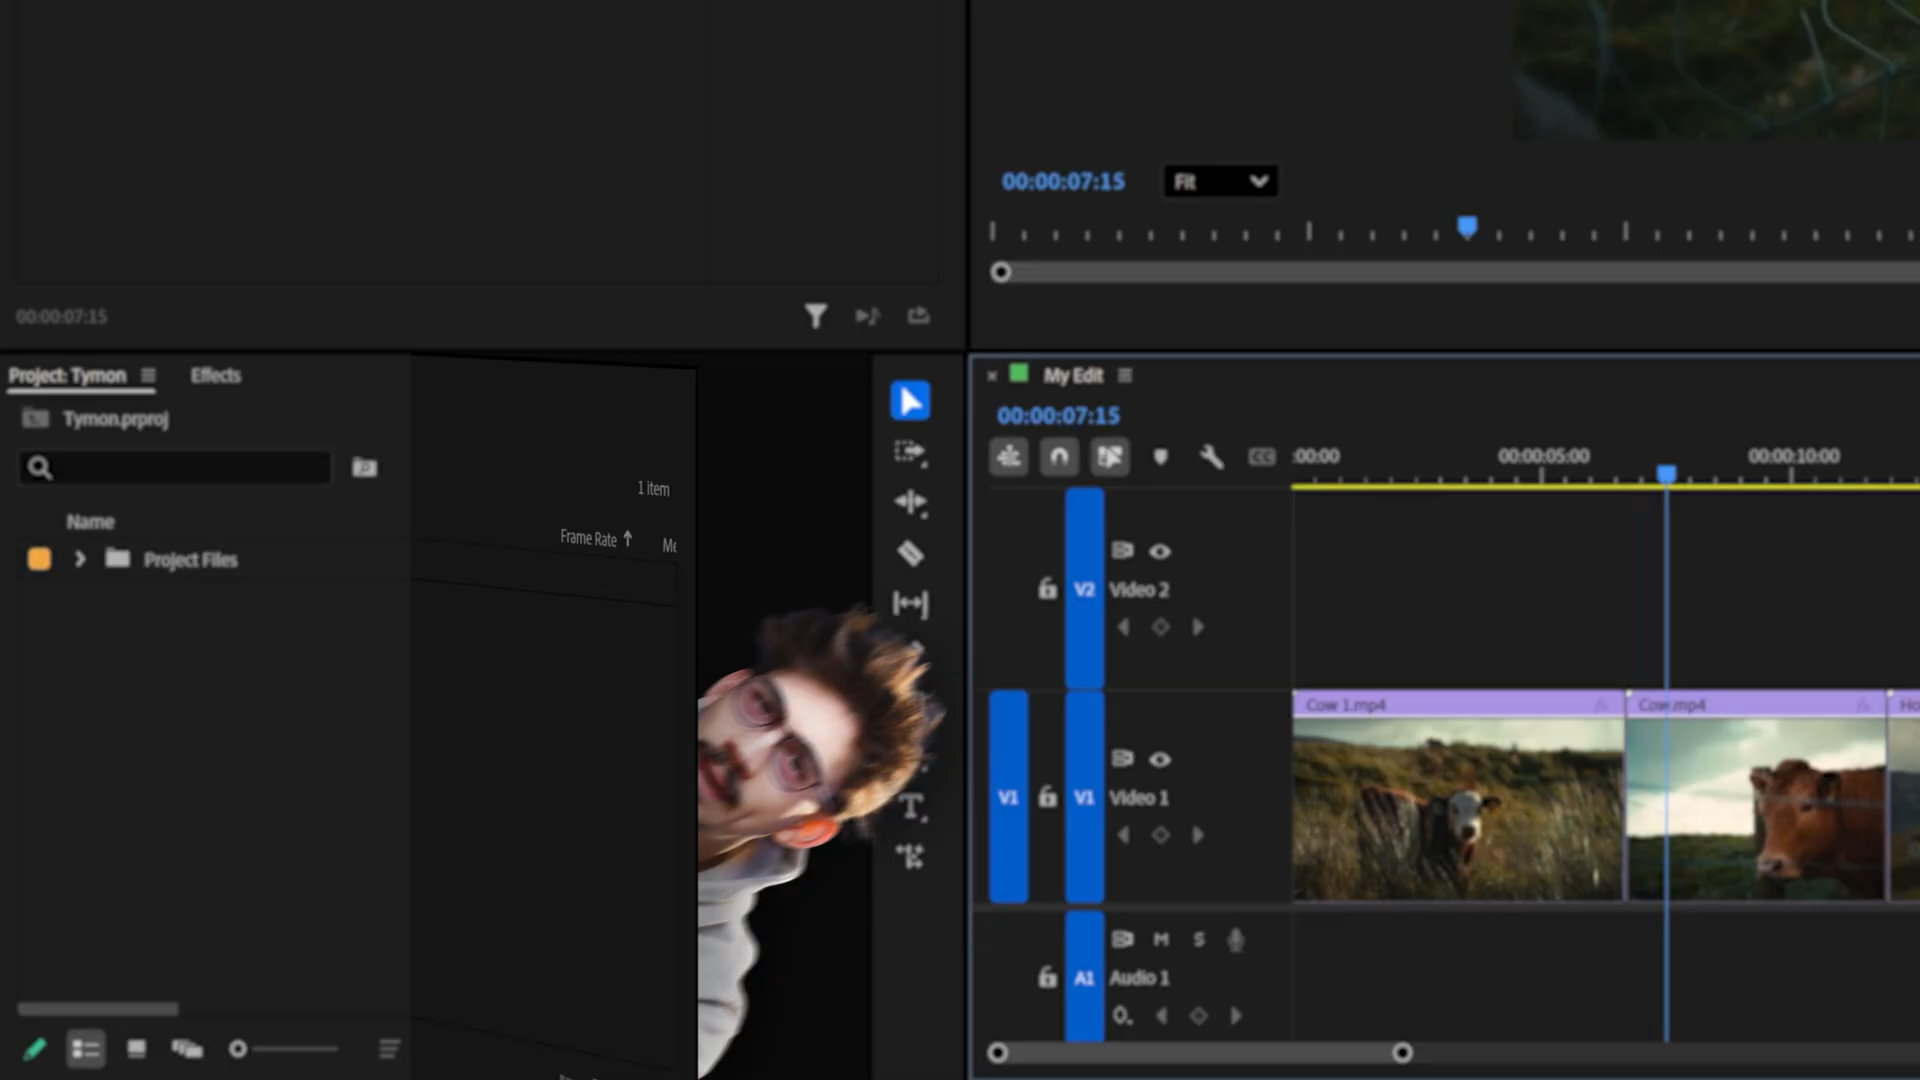 00:00:07:15
Fit
00:00:07:15
Project: Tymon
Effects
Tymon.prproj
1 item
Name
Frame Rate
Project Files
My Edit
00:00:07:15
:00:00
00:00:05:00
00:00:10:00
V2
Video 2
Cow 1.mp4
fx
Cow.mp4
fx
V1
V1
Video 1
T
M
S
A1
Audio 1